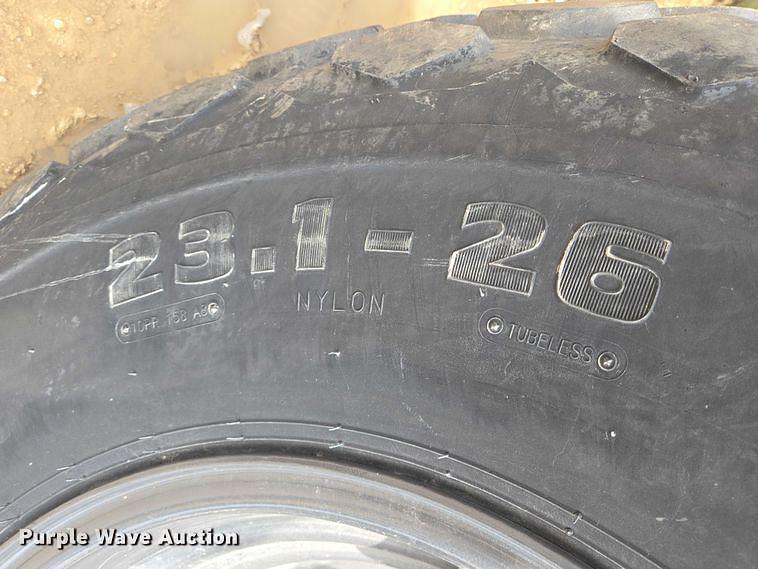 23.1-26
NYLON
10PR 158 A8
TUBELESS
Purple Wave Auction